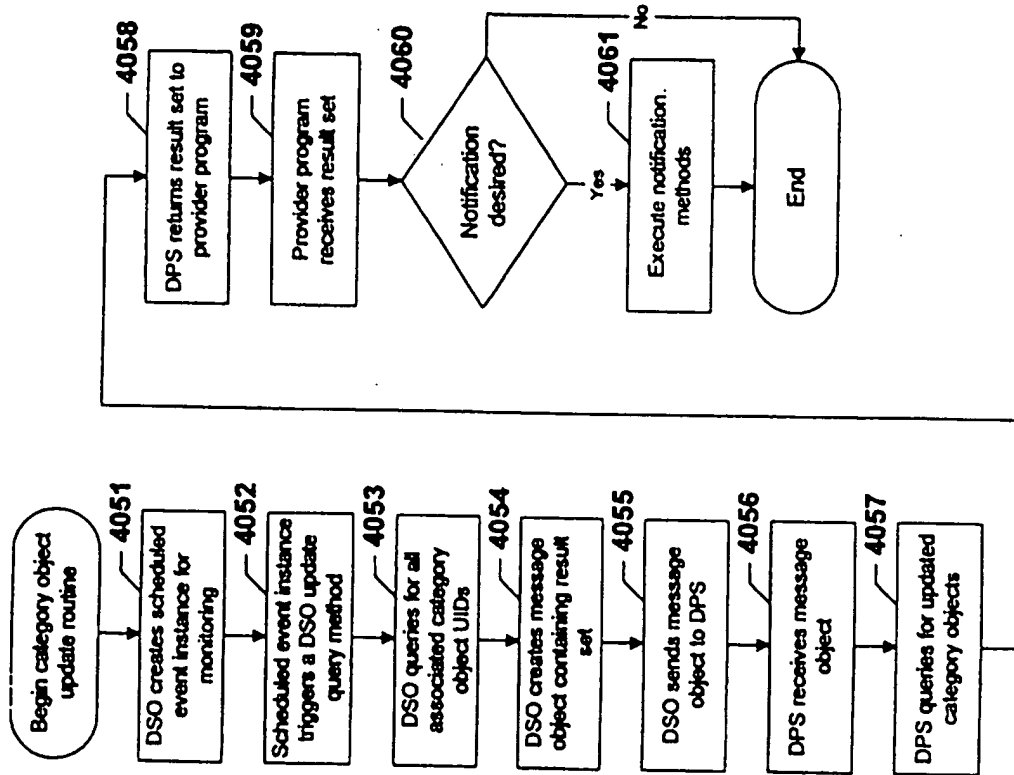 Begin category object
update routine
4051
DSO creates scheduled
event instance for
monitoring
4052
Scheduled event instance
triggers a DSO update
query method
4053
DSO queries for all
associated category
object UIDs
4054
DSO creates message
object containing result
set
4055
DSO sends message
object to DPS
4056
DPS receives message
object
4057
DPS queries for updated
category objects
4058
DPS returns result set to
provider program
4059
Provider program
receives result set
4060
Notification
desired?
No
Yes
4061
Execute notification.
methods
End